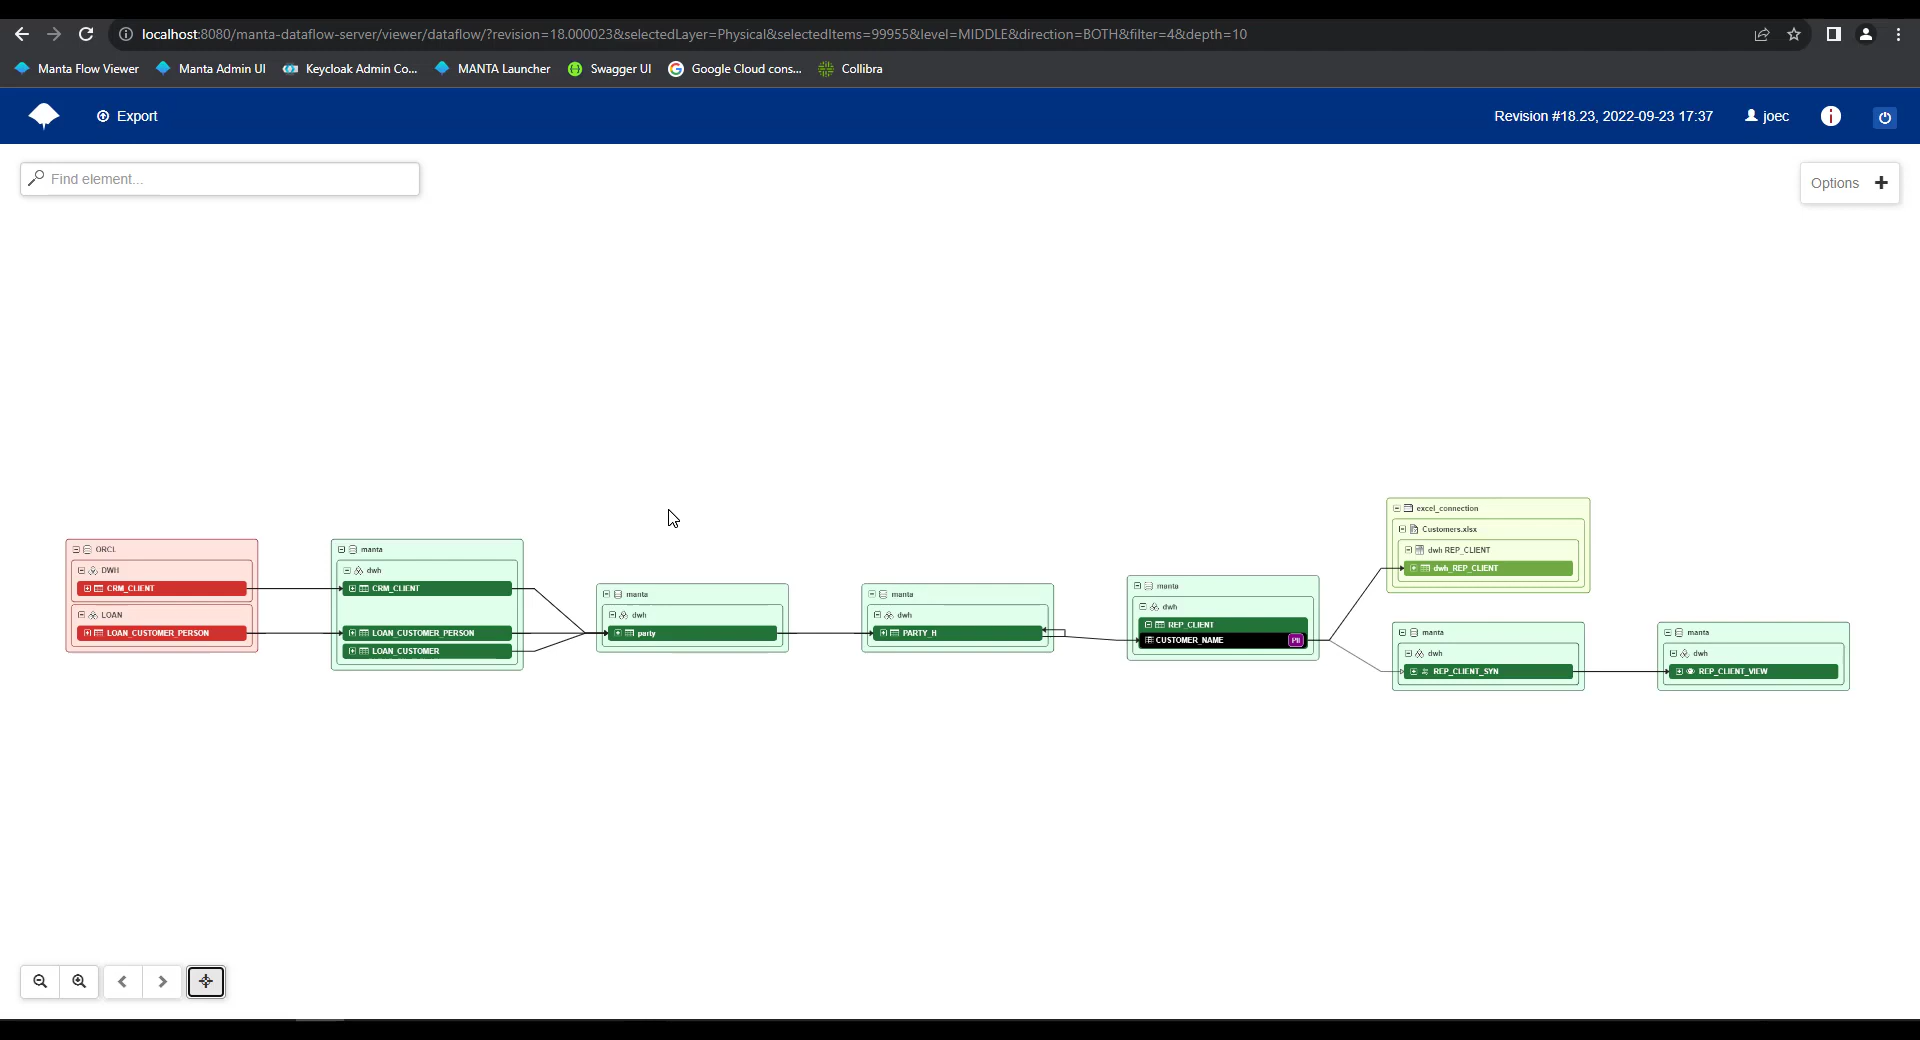 localhost:8080/manta-dataflow-server/viewer/dataflow/?revision=18.000023&selectedLayer=Physical&selectedItems=99955&level=MIDDLE&direction=BOTH&filter=4&depth=10
Manta Flow Viewer Manta Admin UI Keycloak Admin Co... MANTA Launcher Swagger UI Google Cloud cons... Collibra
Export Revision #18.23, 2022-09-23 17:37 joec
Find element... Options
ORCL
DWH
CRM_CLIENT
LOAN
LOAN_CUSTOMER_PERSON
manta
dwh
CRM_CLIENT
LOAN_CUSTOMER_PERSON
LOAN_CUSTOMER
manta
dwh
party
manta
dwh
PARTY_H
manta
dwh
REP_CLIENT
CUSTOMER_NAME PII
excel_connection
Customers.xlsx
dwh REP_CLIENT
dwh_REP_CLIENT
manta
dwh
REP_CLIENT_SYN
manta
dwh
REP_CLIENT_VIEW